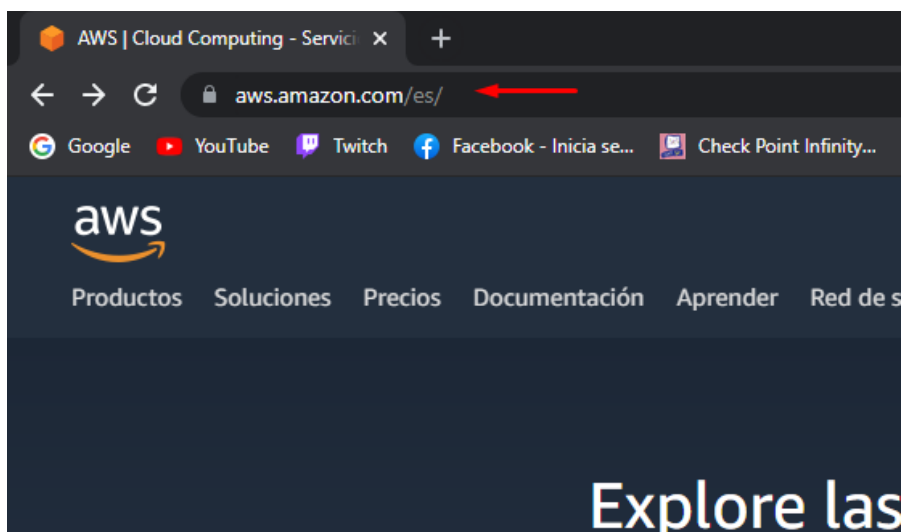 AWS | Cloud Computing - Servici
aws.amazon.com/es/
Google YouTube Twitch Facebook - Inicia se... Check Point Infinity...
aws
Productos Soluciones Precios Documentación Aprender Red de s
Explore las